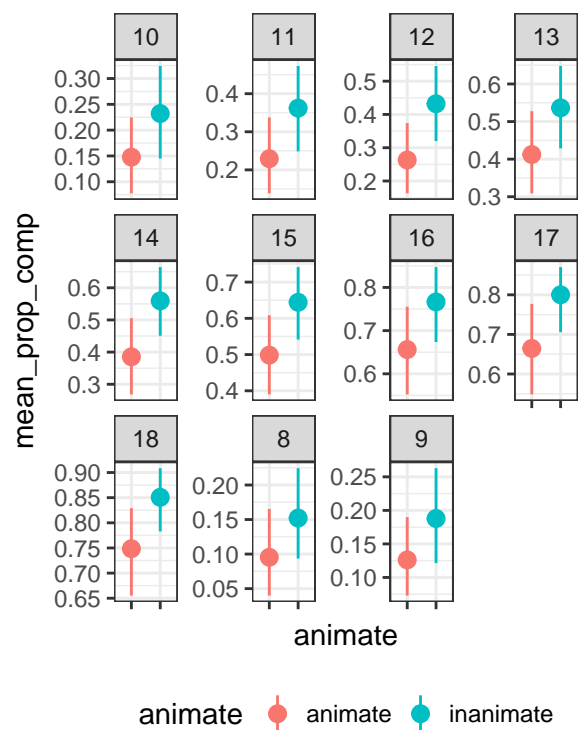 10 11 12 13
0.30 0.25 0.20 0.15 0.10
0.4 0.3 0.2
0.5 0.4 0.3 0.2
0.6 0.5 0.4 0.3
14 15 16 17
0.6 0.5 0.4 0.3
0.7 0.6 0.5 0.4
0.8 0.7 0.6
0.8 0.7 0.6
18 8 9
0.90 0.85 0.80 0.75 0.70 0.65
0.20 0.15 0.10 0.05
0.25 0.20 0.15 0.10
mean_prop_comp
animate
animate animate inanimate